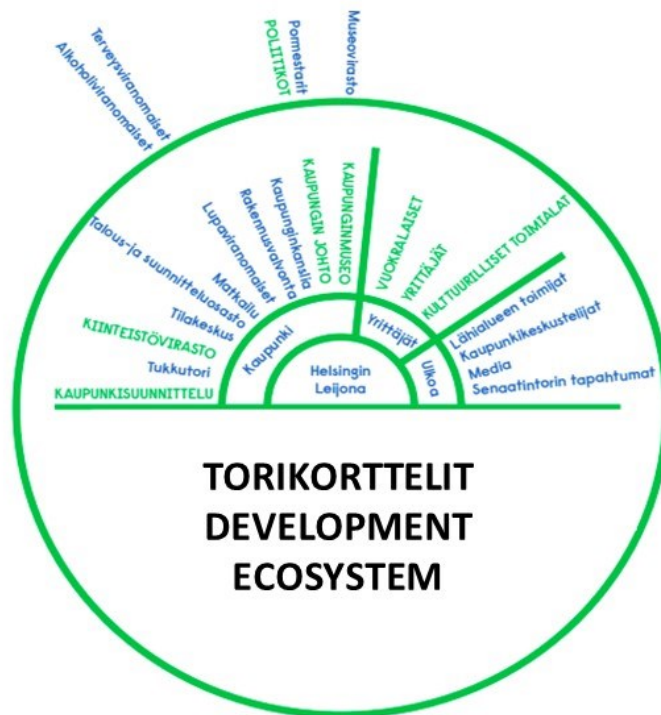 Alkoholiviranomaiset
Terveysviranomaiset
POLIITIKOT
Pormestarit
Museovirasto
KAUPUNKISUUNNITTELU
Tukkutori
KIINTEISTÖVIRASTO
Tilakeskus
Talous-ja suunnitteluosasto
Matkailu
Lupaviranomaiset
Rakennusvalvonta
Kaupunginkanslia
KAUPUNGIN JOHTO
KAUPUNGINMUSEO
VUOKRALAISET
YRITTÄJÄT
KULTTUURILLISET TOIMIALAT
Lähialueen toimijat
Kaupunkikeskustelijat
Media
Senaatintorin tapahtumat
Kaupunki
Yrittäjät
Ulkoa
Helsingin
Leijona
TORIKORTTELIT
DEVELOPMENT
ECOSYSTEM